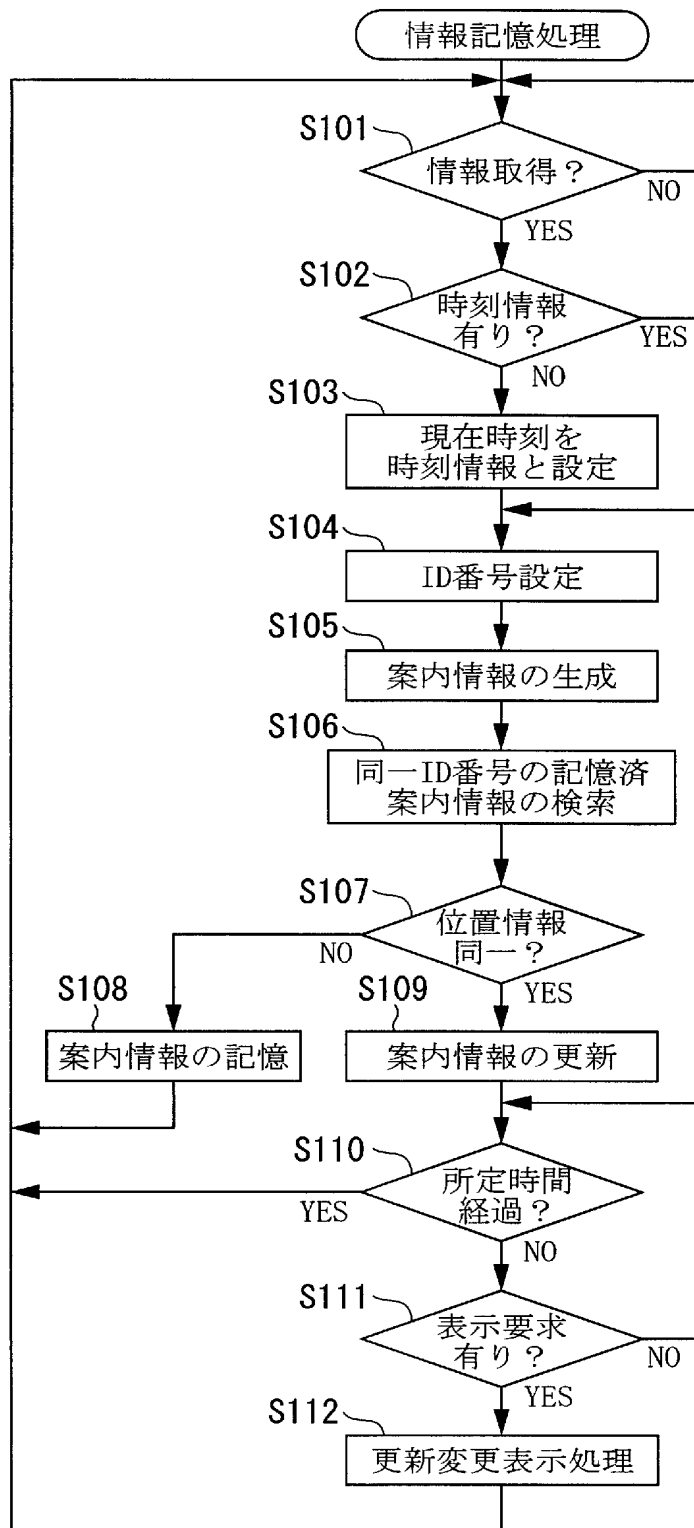 情報記憶処理
S101
情報取得？
NO
YES
S102
時刻情報
有り？
YES
NO
S103
現在時刻を
時刻情報と設定
S104
ID番号設定
S105
案内情報の生成
S106
同一ID番号の記憶済
案内情報の検索
S107
位置情報
同一？
NO
YES
S108
案内情報の記憶
S109
案内情報の更新
S110
所定時間
経過？
YES
NO
S111
表示要求
有り？
NO
YES
S112
更新変更表示処理